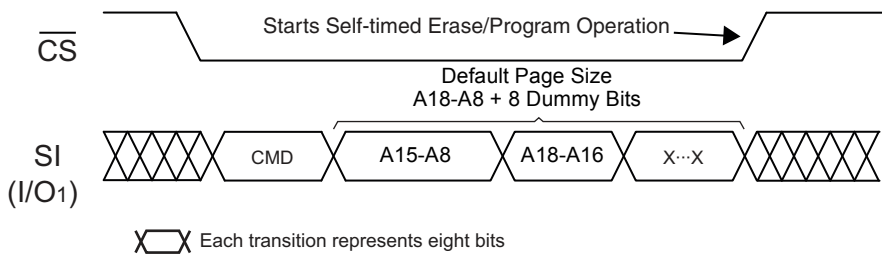 Starts Self-timed Erase/Program Operation
CS
Default Page Size
A18-A8 + 8 Dummy Bits
SI
(I/O1)
CMD
A15-A8
A18-A16
X···X
Each transition represents eight bits